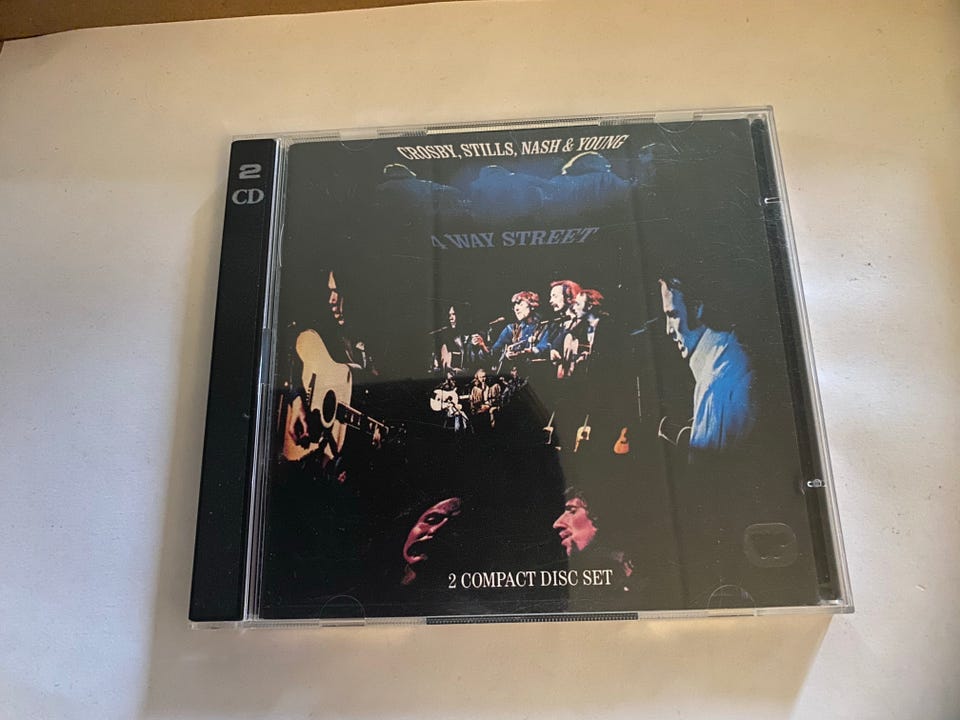 2
CD
CROSBY, STILLS, NASH & YOUNG
4 WAY STREET
2 COMPACT DISC SET